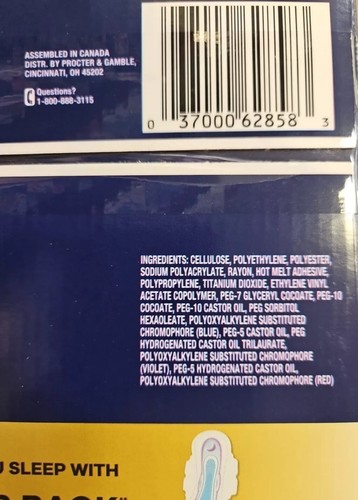 ASSEMBLED IN CANADA
DISTR. BY PROCTER & GAMBLE,
CINCINNATI, OH 45202
Questions?
1-800-888-3115
0 37000 62858 3
INGREDIENTS: CELLULOSE, POLYETHYLENE, POLYESTER,
SODIUM POLYACRYLATE, RAYON, HOT MELT ADHESIVE,
POLYPROPYLENE, TITANIUM DIOXIDE, ETHYLENE VINYL
ACETATE COPOLYMER, PEG-7 GLYCERYL COCOATE, PEG-10
COCOATE, PEG-10 CASTOR OIL, PEG SORBITOL
HEXAOLEATE, POLYOXYALKYLENE SUBSTITUTED
CHROMOPHORE (BLUE), PEG-5 CASTOR OIL, PEG
HYDROGENATED CASTOR OIL TRILAURATE,
POLYOXYALKYLENE SUBSTITUTED CHROMOPHORE
(VIOLET), PEG-5 HYDROGENATED CASTOR OIL,
POLYOXYALKYLENE SUBSTITUTED CHROMOPHORE (RED)
U SLEEP WITH
PACK